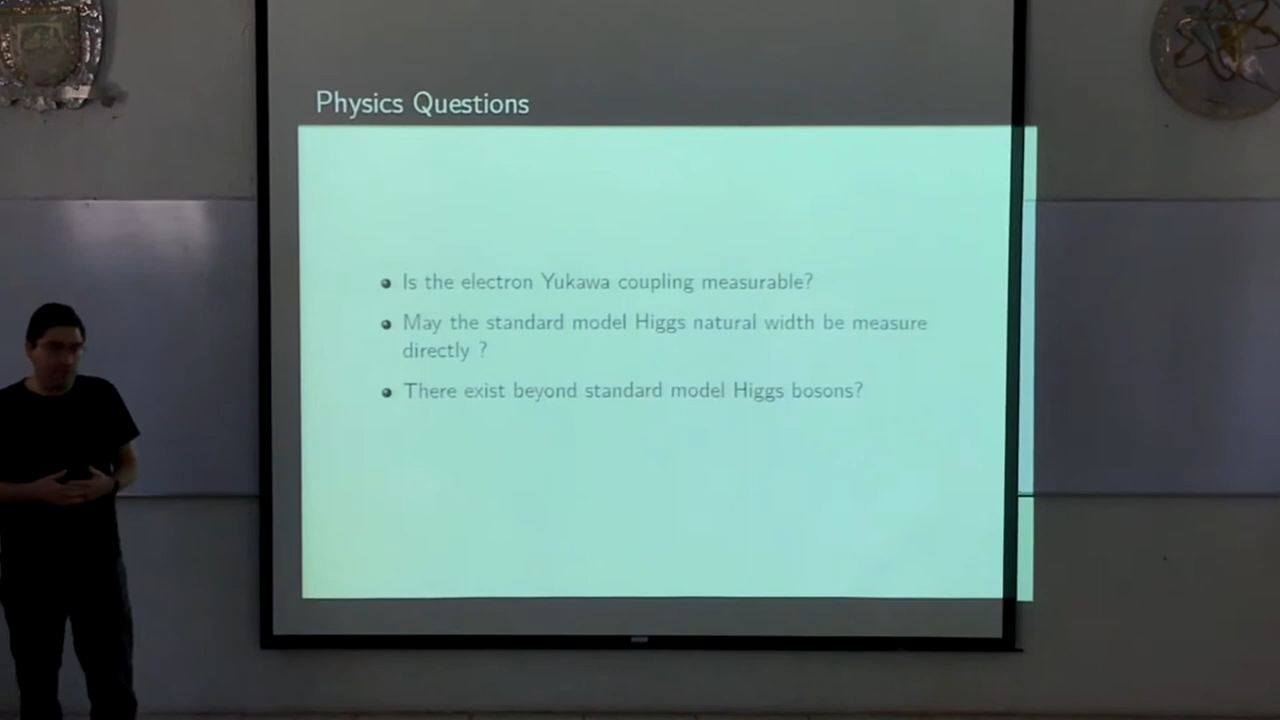 Physics Questions
Is the electron Yukawa coupling measurable?
May the standard model Higgs natural width be measure
directly ?
There exist beyond standard model Higgs bosons?